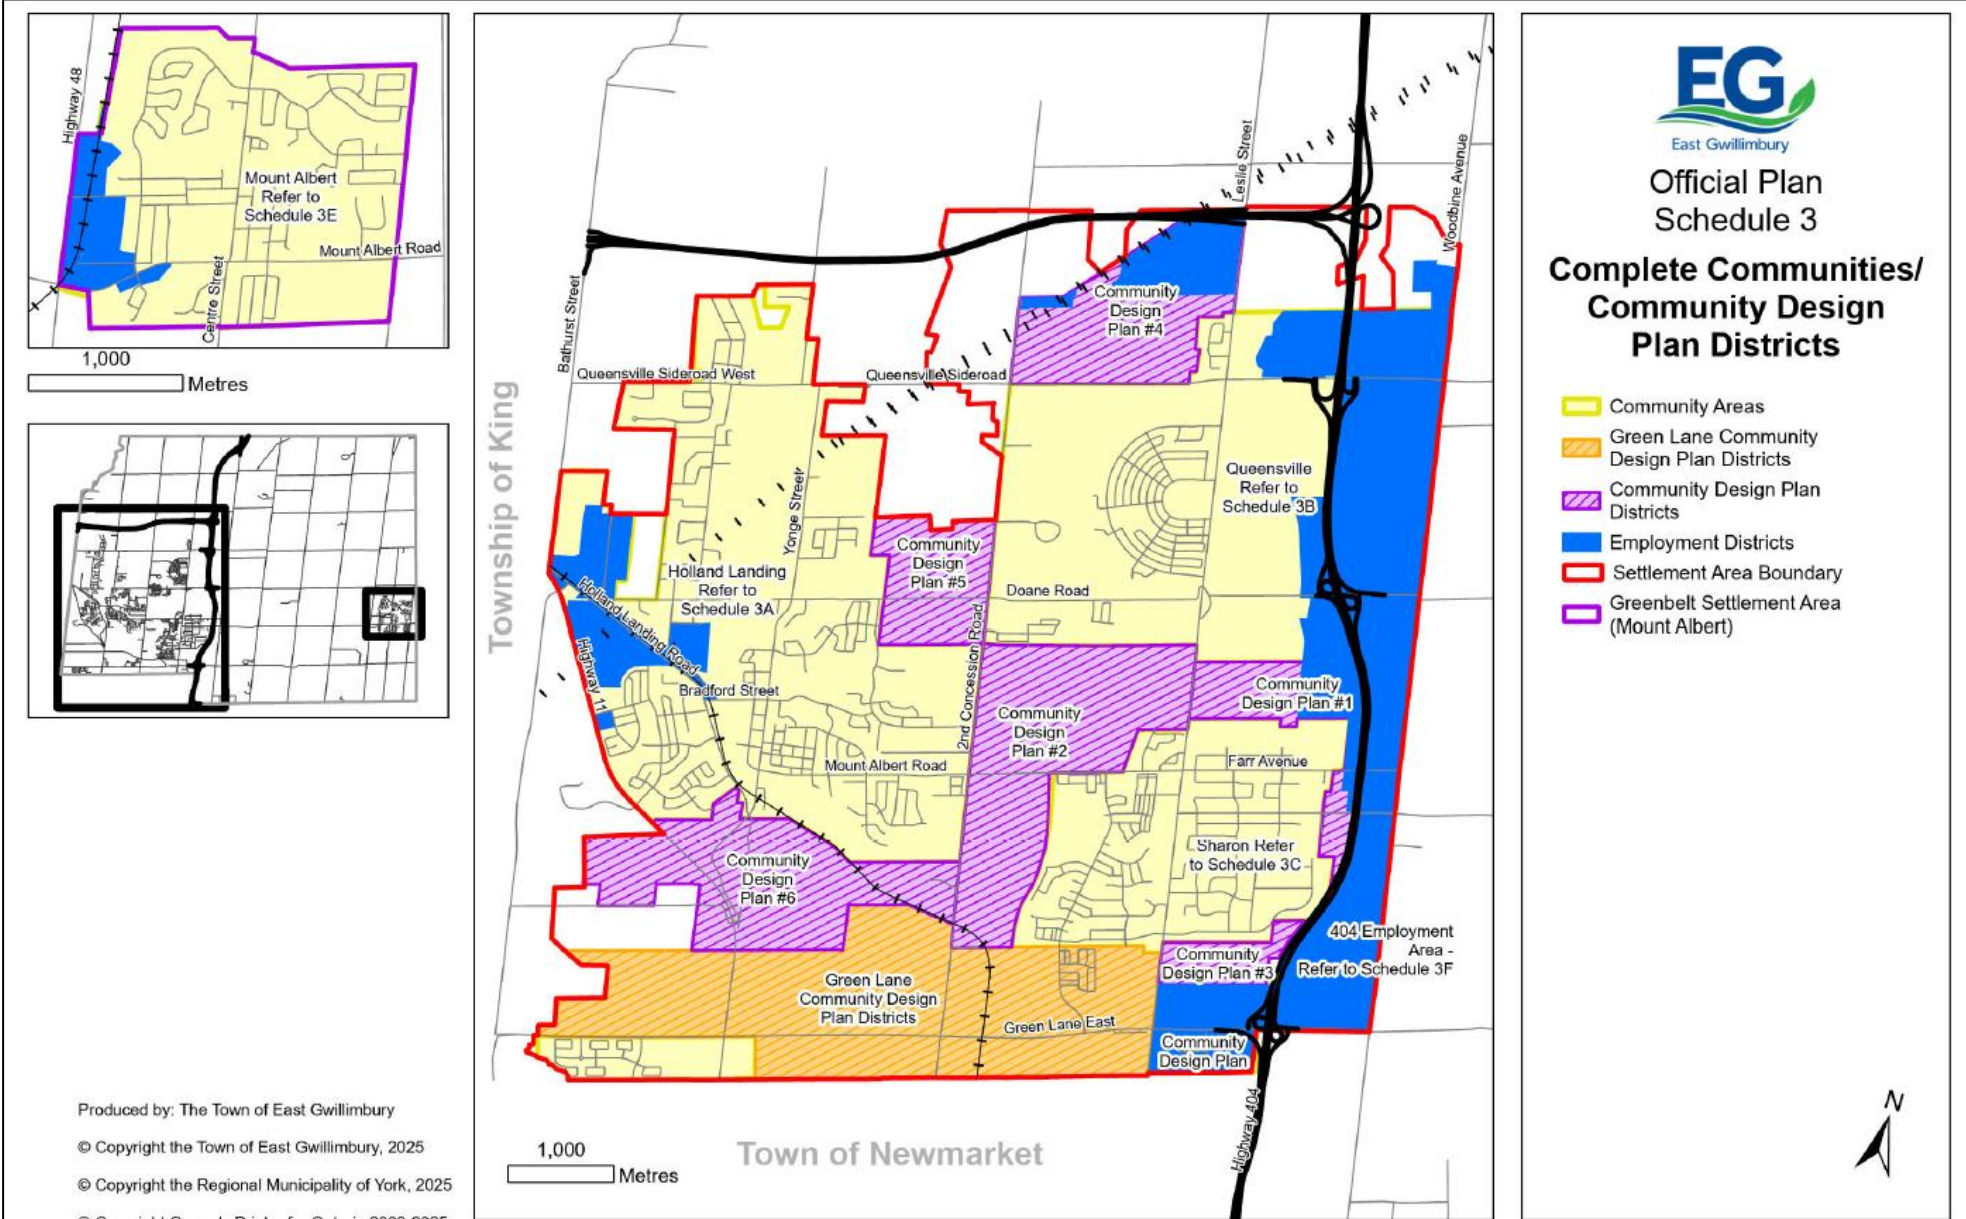 Highway 48
Mount Albert
Refer to
Schedule 3E
Mount Albert Road
Centre Street
1,000
Metres
Produced by: The Town of East Gwillimbury
© Copyright the Town of East Gwillimbury, 2025
© Copyright the Regional Municipality of York, 2025
Township of King
Bathurst Street
Leslie Street
Woodbine Avenue
Community
Design
Plan #4
Queensville Sideroad West
Queensville Sideroad
Yonge Street
Queensville
Refer to
Schedule 3B
Community
Design
Plan #5
Holland Landing
Refer to
Schedule 3A
Doane Road
Holland Landing Road
Highway 11
Bradford Street
2nd Concession Road
Community
Design Plan #1
Community
Design
Plan #2
Mount Albert Road
Farr Avenue
Sharon Refer
to Schedule 3C
Community
Design
Plan #6
404 Employment
Area -
Refer to Schedule 3F
Community
Design Plan #3
Green Lane
Community Design
Plan Districts
Green Lane East
Community
Design Plan
Highway 404
1,000
Metres
Town of Newmarket
EG
East Gwillimbury
Official Plan
Schedule 3
Complete Communities/
Community Design
Plan Districts
Community Areas
Green Lane Community
Design Plan Districts
Community Design Plan
Districts
Employment Districts
Settlement Area Boundary
Greenbelt Settlement Area
(Mount Albert)
N